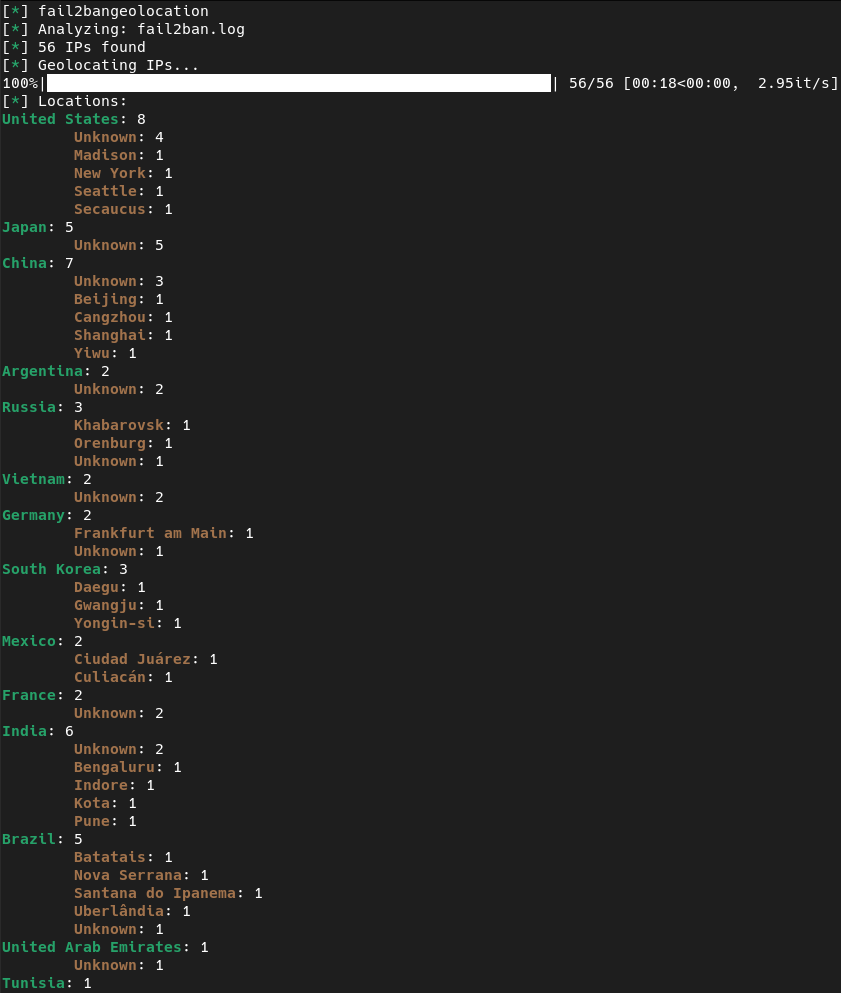 [*] fail2bangeolocation
[*] Analyzing: fail2ban.log
[*] 56 IPs found
[*] Geolocating IPs...
100%| | 56/56 [00:18<00:00,  2.95it/s]
[*] Locations:
United States: 8
        Unknown: 4
        Madison: 1
        New York: 1
        Seattle: 1
        Secaucus: 1
Japan: 5
        Unknown: 5
China: 7
        Unknown: 3
        Beijing: 1
        Cangzhou: 1
        Shanghai: 1
        Yiwu: 1
Argentina: 2
        Unknown: 2
Russia: 3
        Khabarovsk: 1
        Orenburg: 1
        Unknown: 1
Vietnam: 2
        Unknown: 2
Germany: 2
        Frankfurt am Main: 1
        Unknown: 1
South Korea: 3
        Daegu: 1
        Gwangju: 1
        Yongin-si: 1
Mexico: 2
        Ciudad Juárez: 1
        Culiacán: 1
France: 2
        Unknown: 2
India: 6
        Unknown: 2
        Bengaluru: 1
        Indore: 1
        Kota: 1
        Pune: 1
Brazil: 5
        Batatais: 1
        Nova Serrana: 1
        Santana do Ipanema: 1
        Uberlândia: 1
        Unknown: 1
United Arab Emirates: 1
        Unknown: 1
Tunisia: 1